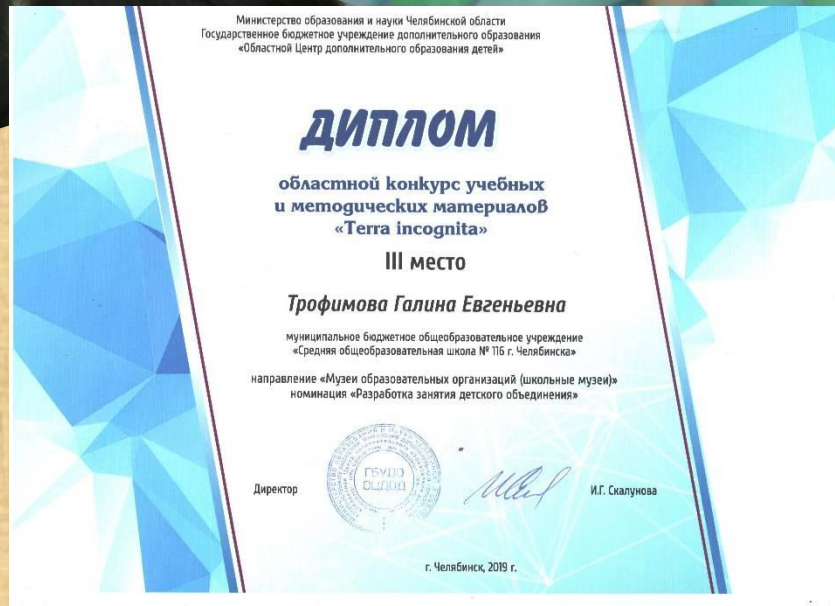 Министерство образования и науки Челябинской области
Государственное бюджетное учреждение дополнительного образования
«Областной Центр дополнительного образования детей»
ДИПЛОМ
областной конкурс учебных
и методических материалов
«Terra incognita»
III место
Трофимова Галина Евгеньевна
муниципальное бюджетное общеобразовательное учреждение
«Средняя общеобразовательная школа № 116 г. Челябинска»
направление «Музеи образовательных организаций (школьные музеи)»
номинация «Разработка занятия детского объединения»
ГБУДО
ОЦДОД
Директор
И.Г. Скалунова
г. Челябинск, 2019 г.